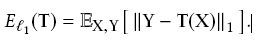 E_{ℓ_1}(T) = 𝔼_{X,Y}[ ‖Y − T(X)‖_1 ].